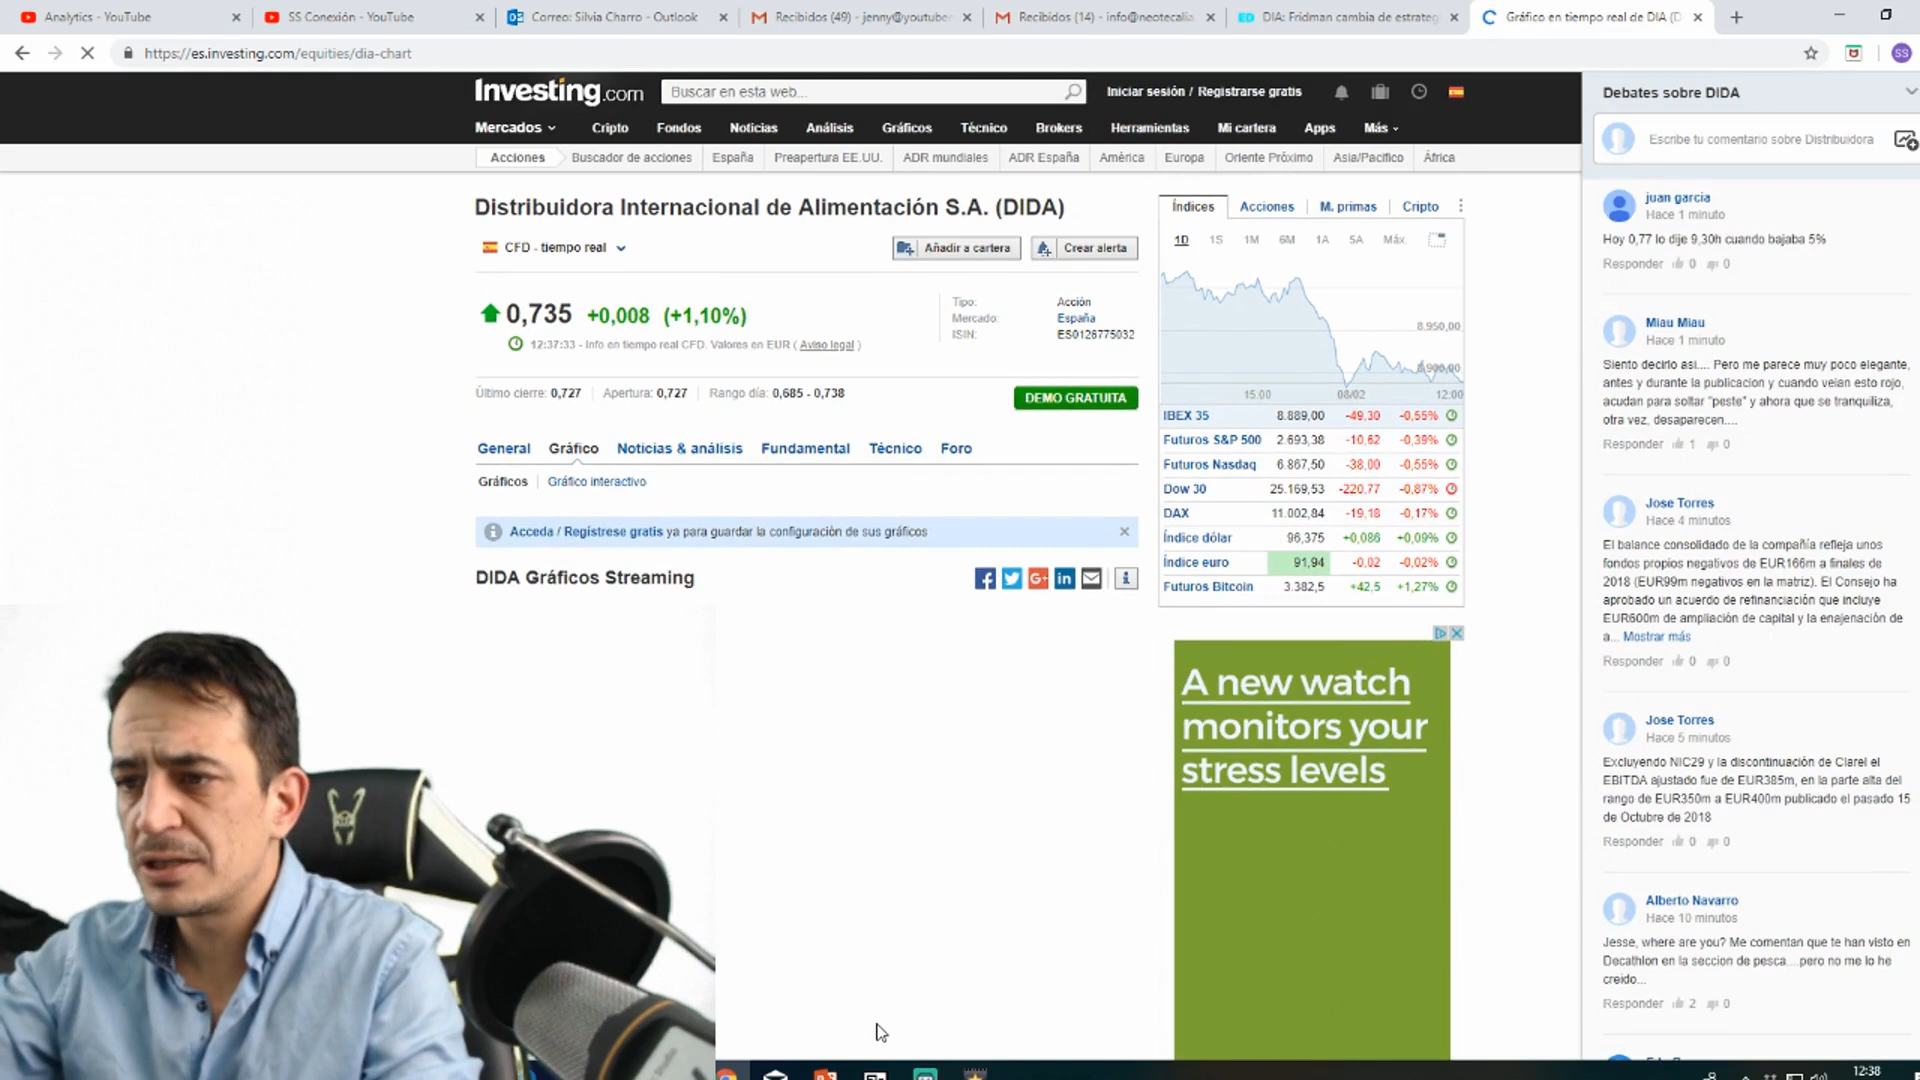 Analytics - YouTube
SS Conexión - YouTube
Correo: Silvia Charro - Outlook
Recibidos (49) - jenny@youtube
Recibidos (14) - info@neotecalia
DIA: Fridman cambia de estrateg
Gráfico en tiempo real de DIA (D
https://es.investing.com/equities/dia-chart
SS
Investing.com
Buscar en esta web...
Iniciar sesión / Registrarse gratis
Mercados Cripto Fondos Noticias Análisis Gráficos Técnico Brokers Herramientas Mi cartera Apps Más
Acciones Buscador de acciones España Preapertura EE.UU. ADR mundiales ADR España América Europa Oriente Próximo Asia/Pacífico África
Distribuidora Internacional de Alimentación S.A. (DIDA)
CFD - tiempo real
Añadir a cartera
Crear alerta
0,735 +0,008 (+1,10%)
12:37:33 - Info en tiempo real CFD. Valores en EUR ( Aviso legal )
Tipo: Acción
Mercado: España
ISIN: ES0126775032
Último cierre: 0,727 Apertura: 0,727 Rango día: 0,685 - 0,738
DEMO GRATUITA
General Gráfico Noticias & análisis Fundamental Técnico Foro
Gráficos Gráfico interactivo
Acceda / Regístrese gratis ya para guardar la configuración de sus gráficos
DIDA Gráficos Streaming
Índices Acciones M. primas Cripto
1D 1S 1M 6M 1A 5A Máx.
8.950,00
8.900,00
15:00 08/02 12:00
IBEX 35 8.889,00 -49,30 -0,55%
Futuros S&P 500 2.693,38 -10,62 -0,39%
Futuros Nasdaq 6.867,50 -38,00 -0,55%
Dow 30 25.169,53 -220,77 -0,87%
DAX 11.002,84 -19,18 -0,17%
Índice dólar 96,375 +0,086 +0,09%
Índice euro 91,94 -0,02 -0,02%
Futuros Bitcoin 3.382,5 +42,5 +1,27%
A new watch
monitors your
stress levels
Debates sobre DIDA
Escribe tu comentario sobre Distribuidora
juan garcia
Hace 1 minuto
Hoy 0,77 lo dije 9,30h cuando bajaba 5%
Responder 0 0
Miau Miau
Hace 1 minuto
Siento decirlo asi.... Pero me parece muy poco elegante,
antes y durante la publicacion y cuando veian esto rojo,
acudan para soltar "peste" y ahora que se tranquiliza,
otra vez, desaparecen....
Responder 1 0
Jose Torres
Hace 4 minutos
El balance consolidado de la compañía refleja unos
fondos propios negativos de EUR166m a finales de
2018 (EUR99m negativos en la matriz). El Consejo ha
aprobado un acuerdo de refinanciación que incluye
EUR600m de ampliación de capital y la enajenación de
a... Mostrar más
Responder 0 0
Jose Torres
Hace 5 minutos
Excluyendo NIC29 y la discontinuación de Clarel el
EBITDA ajustado fue de EUR385m, en la parte alta del
rango de EUR350m a EUR400m publicado el pasado 15
de Octubre de 2018
Responder 0 0
Alberto Navarro
Hace 10 minutos
Jesse, where are you? Me comentan que te han visto en
Decathlon en la seccion de pesca....pero no me lo he
creido...
Responder 2 0
12:38